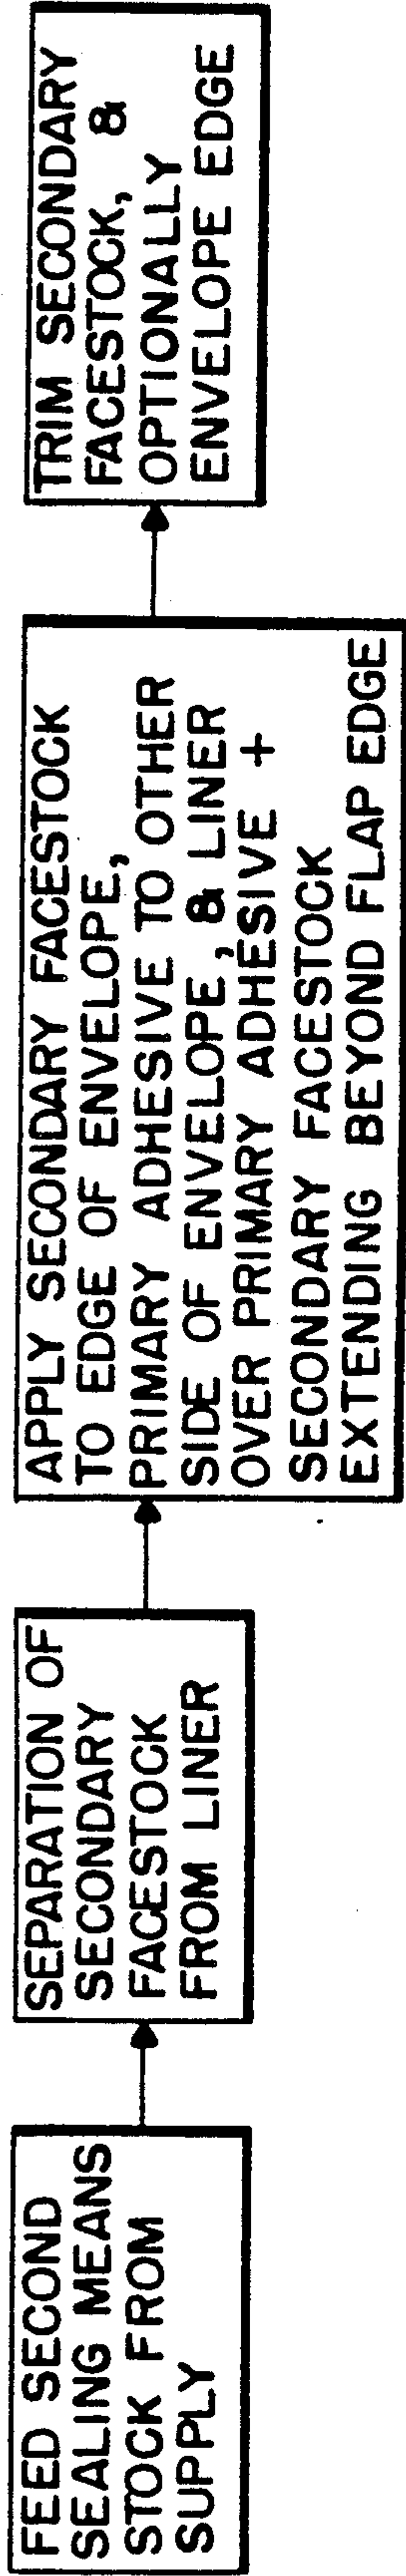 FEED SECOND
SEALING MEANS
STOCK FROM
SUPPLY
SEPARATION OF
SECONDARY
FACESTOCK
FROM LINER
APPLY SECONDARY FACESTOCK
TO EDGE OF ENVELOPE,
PRIMARY ADHESIVE TO OTHER
SIDE OF ENVELOPE, & LINER
OVER PRIMARY ADHESIVE +
SECONDARY FACESTOCK
EXTENDING BEYOND FLAP EDGE
TRIM SECONDARY
FACESTOCK, &
OPTIONALLY
ENVELOPE EDGE